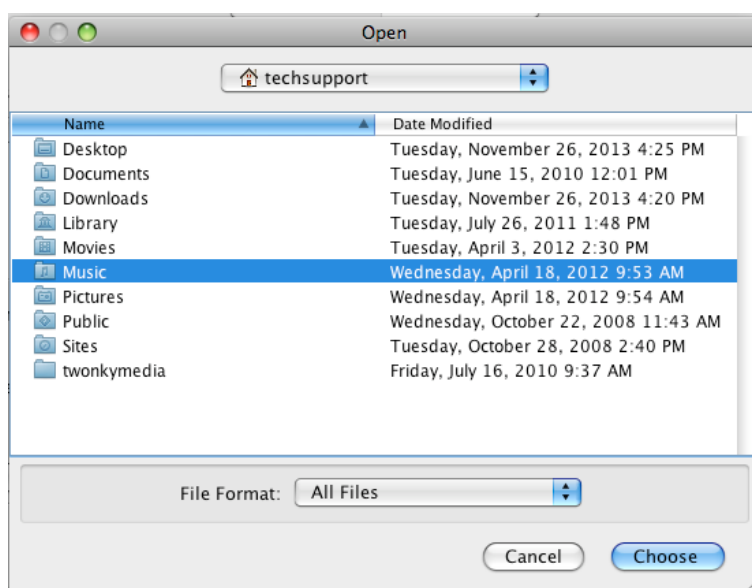 Open
techsupport
Name Date Modified
Desktop Tuesday, November 26, 2013 4:25 PM
Documents Tuesday, June 15, 2010 12:01 PM
Downloads Tuesday, November 26, 2013 4:20 PM
Library Tuesday, July 26, 2011 1:48 PM
Movies Tuesday, April 3, 2012 2:30 PM
Music Wednesday, April 18, 2012 9:53 AM
Pictures Wednesday, April 18, 2012 9:54 AM
Public Wednesday, October 22, 2008 11:43 AM
Sites Tuesday, October 28, 2008 2:40 PM
twonkymedia Friday, July 16, 2010 9:37 AM
File Format: All Files
Cancel Choose